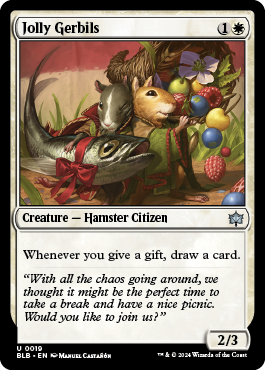 Jolly Gerbils 1
Creature — Hamster Citizen
Whenever you give a gift, draw a card.
“With all the chaos going around, we
thought it might be the perfect time to
take a break and have a nice picnic.
Would you like to join us?”
2/3
U 0019
BLB • EN Manuel Castañón
™ & © 2024 Wizards of the Coast